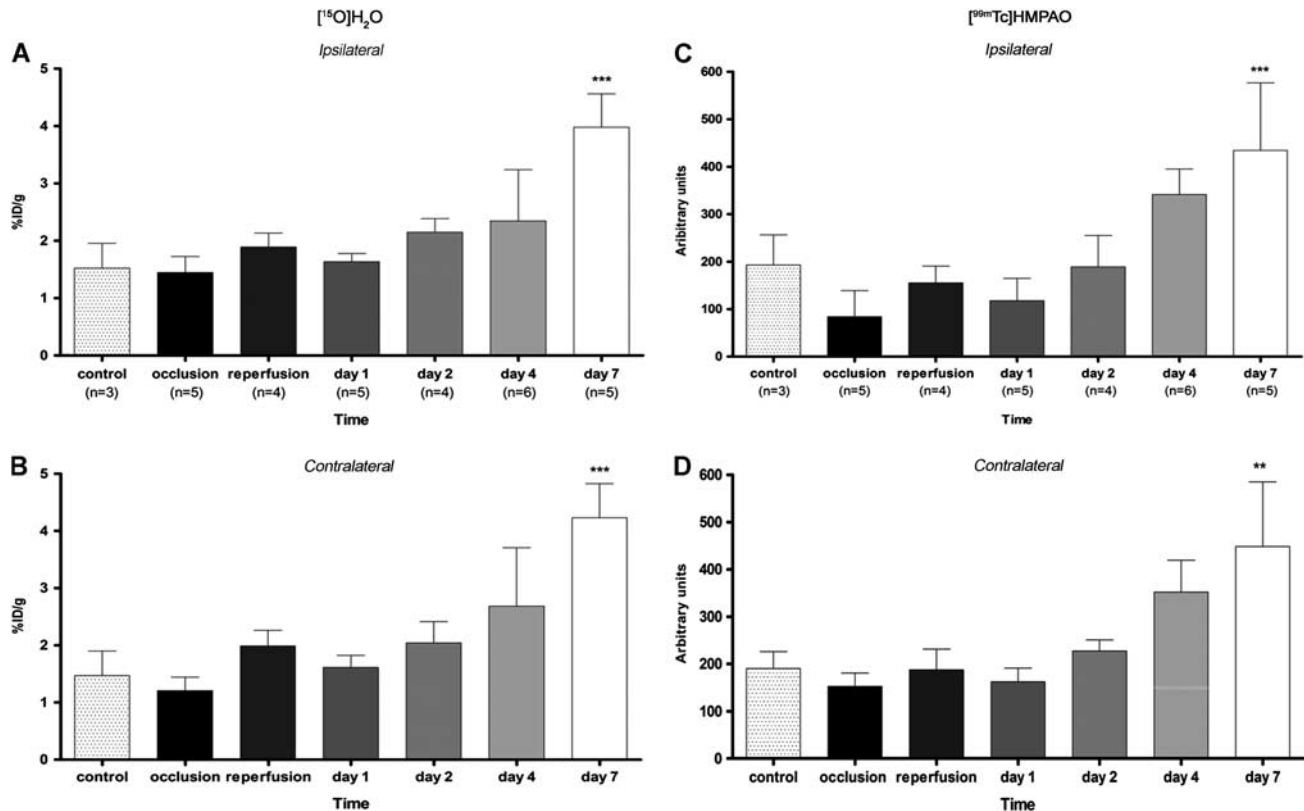 [¹⁵O]H₂O
[⁹⁹ᵐTc]HMPAO
A
Ipsilateral
***
5
4
3
2
1
0
%ID/g
control occlusion reperfusion day 1 day 2 day 4 day 7
(n=3) (n=5) (n=4) (n=5) (n=4) (n=6) (n=5)
Time
C
Ipsilateral
***
600
500
400
300
200
100
0
Aribitrary units
control occlusion reperfusion day 1 day 2 day 4 day 7
(n=3) (n=5) (n=4) (n=5) (n=4) (n=6) (n=5)
Time
B
Contralateral
***
5
4
3
2
1
0
%ID/g
control occlusion reperfusion day 1 day 2 day 4 day 7
Time
D
Contralateral
**
600
500
400
300
200
100
0
Arbitrary units
control occlusion reperfusion day 1 day 2 day 4 day 7
Time